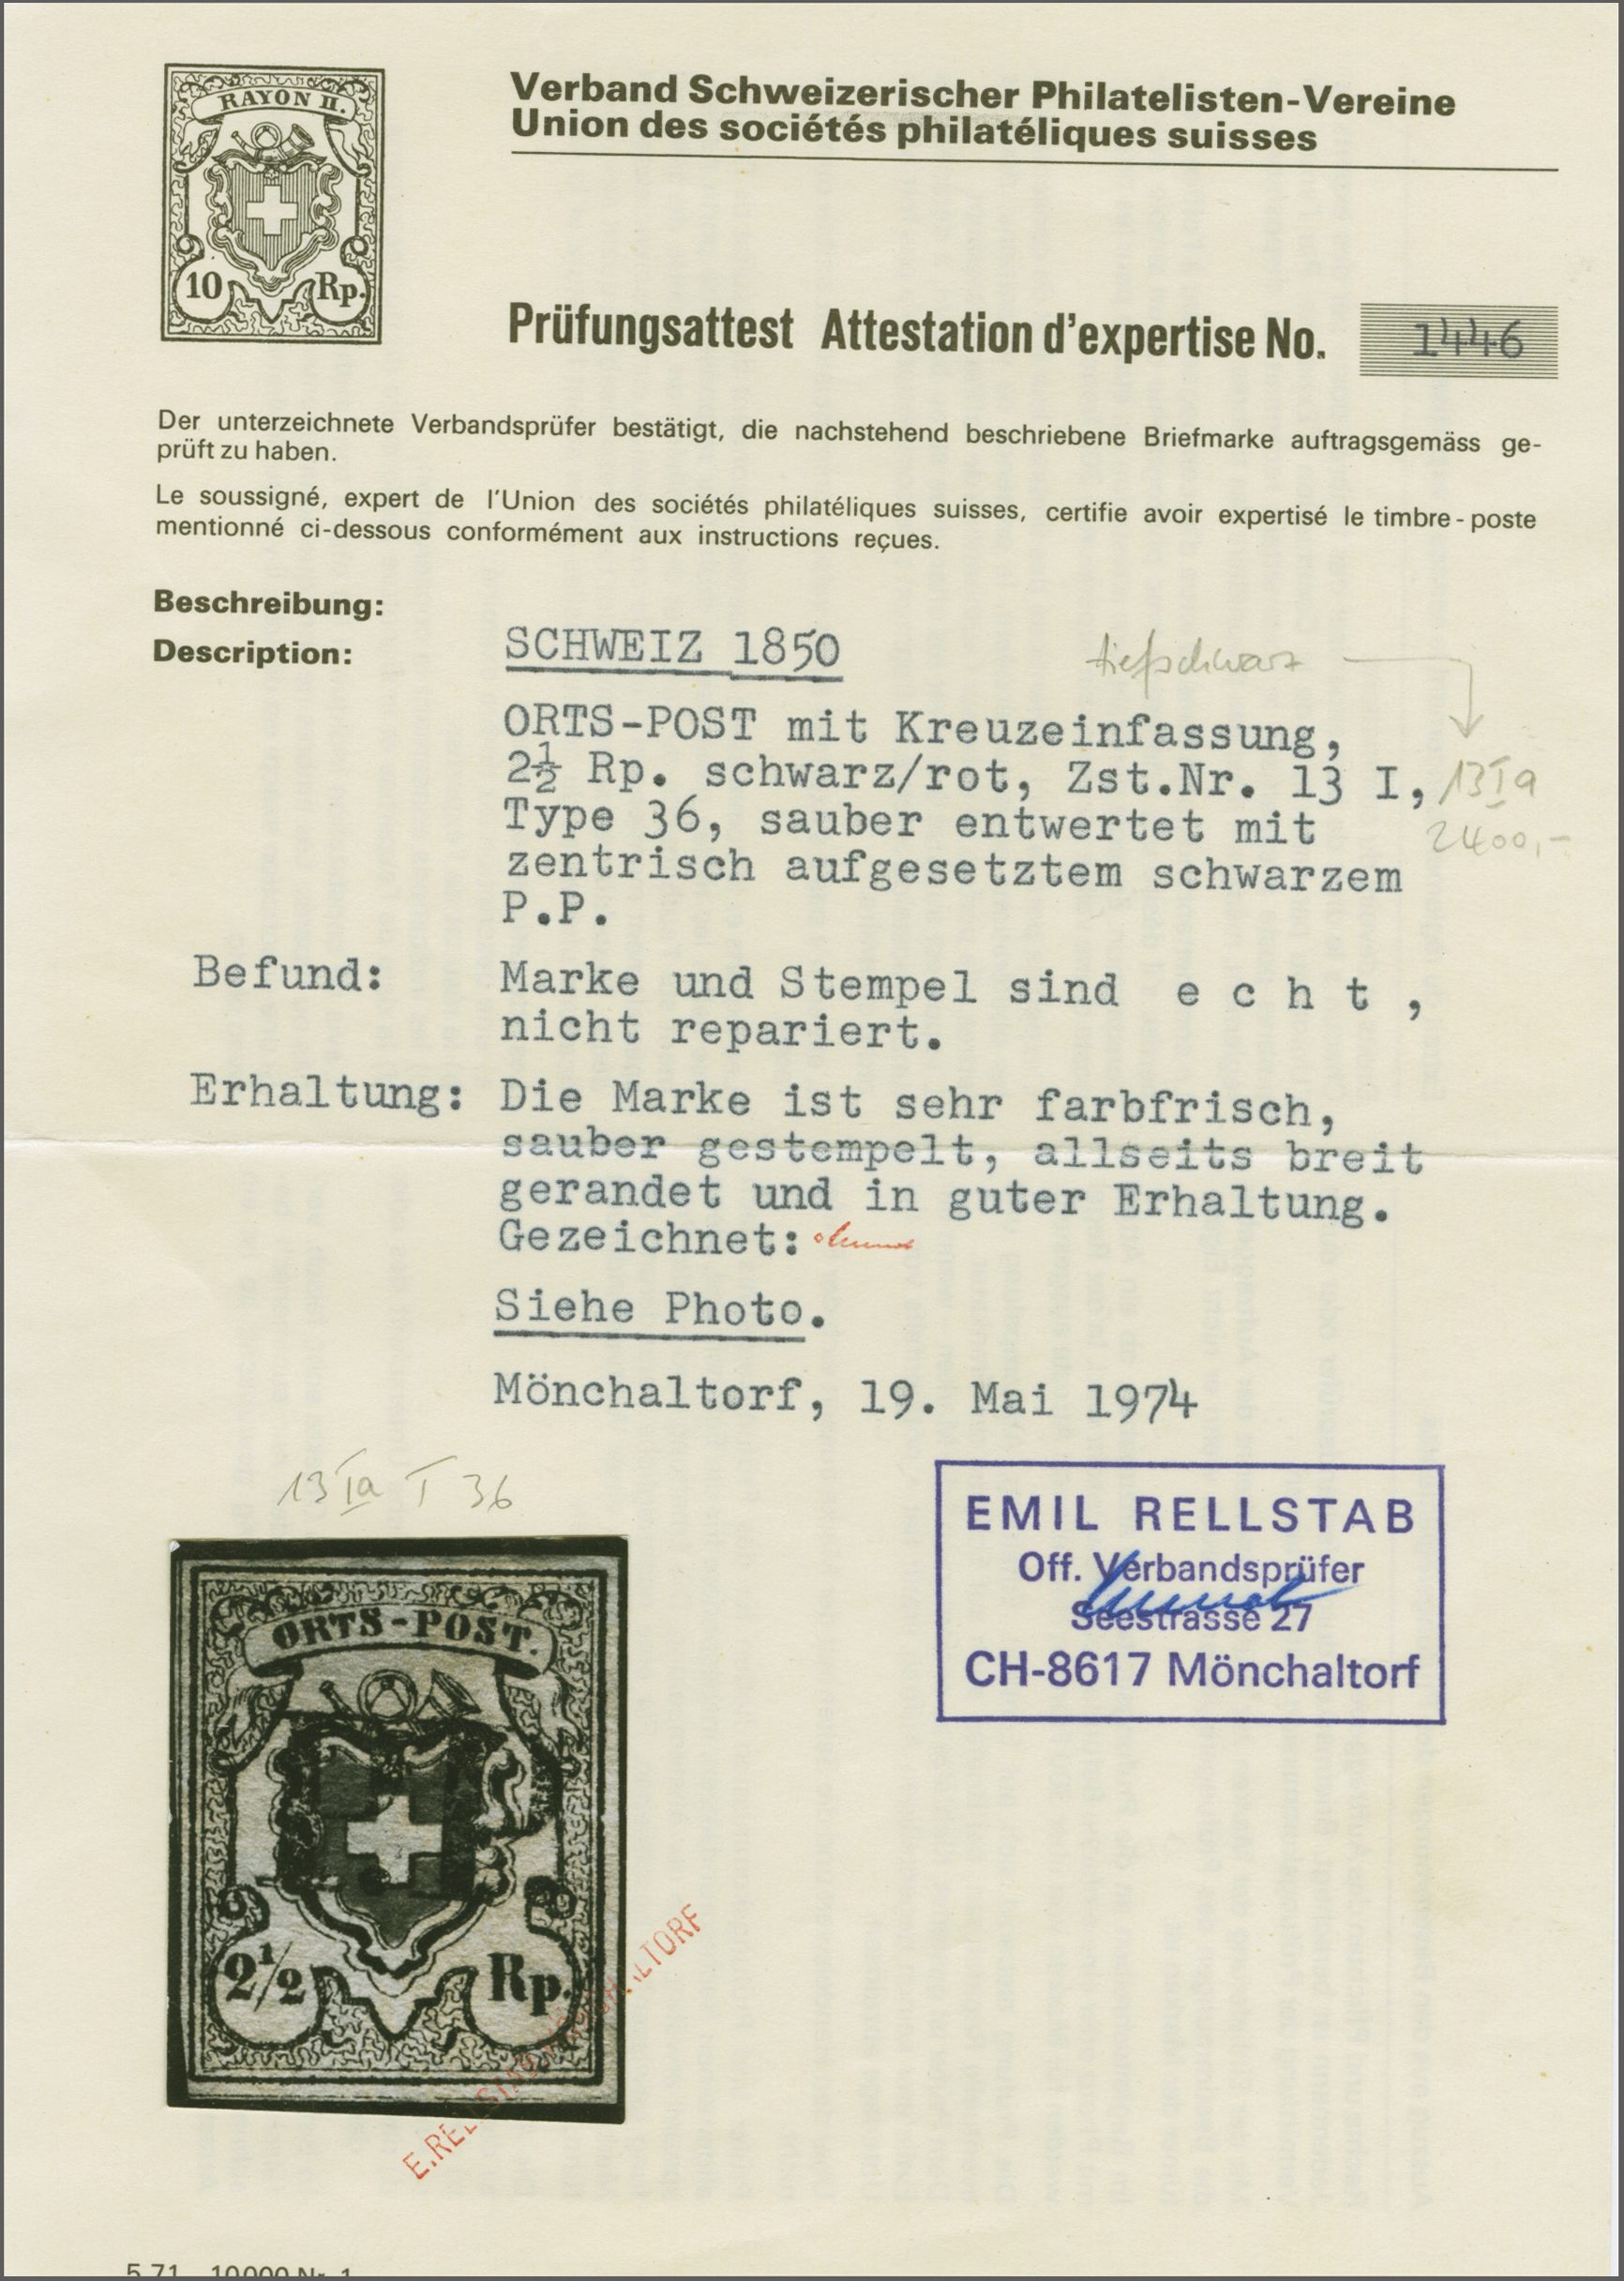 RAYON II.
10 Rp.
Verband Schweizerischer Philatelisten-Vereine
Union des sociétés philatéliques suisses
Prüfungsattest Attestation d'expertise No. 1446
Der unterzeichnete Verbandsprüfer bestätigt, die nachstehend beschriebene Briefmarke auftragsgemäss ge-
prüft zu haben.
Le soussigné, expert de l'Union des sociétés philatéliques suisses, certifie avoir expertisé le timbre-poste
mentionné ci-dessous conformément aux instructions reçues.
Beschreibung:
Description:
SCHWEIZ 1850
tiefschwarz
ORTS-POST mit Kreuzeinfassung,
2½ Rp. schwarz/rot, Zst.Nr. 13 I, 13 I a
Type 36, sauber entwertet mit
2400,-
zentrisch aufgesetztem schwarzem
P.P.
Befund: Marke und Stempel sind e c h t ,
nicht repariert.
Erhaltung: Die Marke ist sehr farbfrisch,
sauber gestempelt, allseits breit
gerandet und in guter Erhaltung.
Gezeichnet:
Siehe Photo.
Mönchaltorf, 19. Mai 1974
13 Ia T 36
EMIL RELLSTAB
Off. Verbandsprüfer
Seestrasse 27
CH-8617 Mönchaltorf
ORTS-POST.
2½ Rp.
5.71 10000 Nr. 1